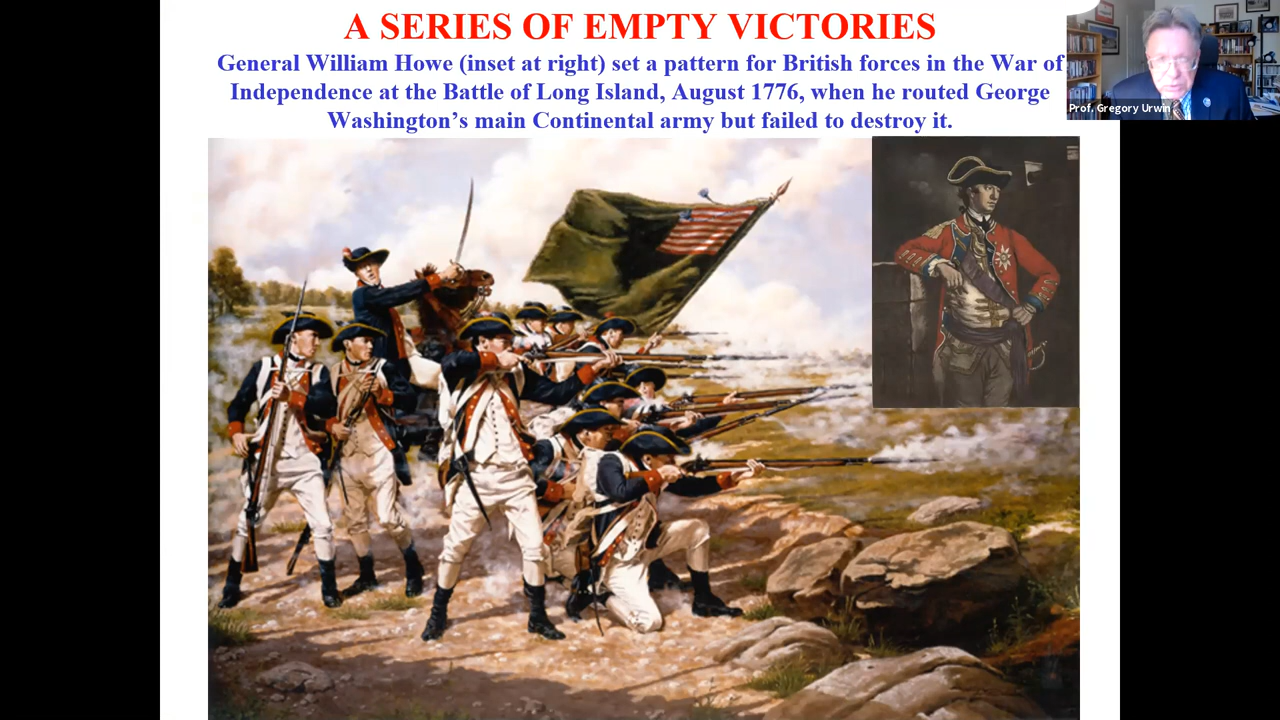 A SERIES OF EMPTY VICTORIES
General William Howe (inset at right) set a pattern for British forces in the War of
Independence at the Battle of Long Island, August 1776, when he routed George
Washington’s main Continental army but failed to destroy it.
Prof. Gregory Urwin